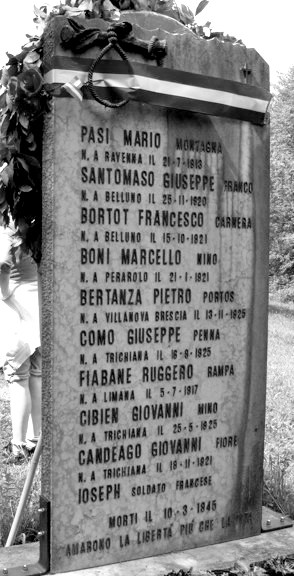 PASI MARIO MONTAGNA
N. A RAVENNA IL 21-7-1913
SANTOMASO GIUSEPPE FRANCO
N. A BELLUNO IL 25-11-1920
BORTOT FRANCESCO CARNERA
N. A BELLUNO IL 15-10-1921
BONI MARCELLO NINO
N. A PERAROLO IL 21-1-1921
BERTANZA PIETRO PORTOS
N. A VILLANOVA BRESCIA IL 13-11-1925
COMO GIUSEPPE PENNA
N. A TRICHIANA IL 16-8-1925
FIABANE RUGGERO RAMPA
N. A LIMANA IL 5-7-1917
CIBIEN GIOVANNI MINO
N. A TRICHIANA IL 25-5-1925
CANDEAGO GIOVANNI FIORE
N. A TRICHIANA IL 18-11-1921
JOSEPH SOLDATO FRANCESE
MORTI IL 10-3-1945
AMARONO LA LIBERTÀ PIÙ CHE LA VITA